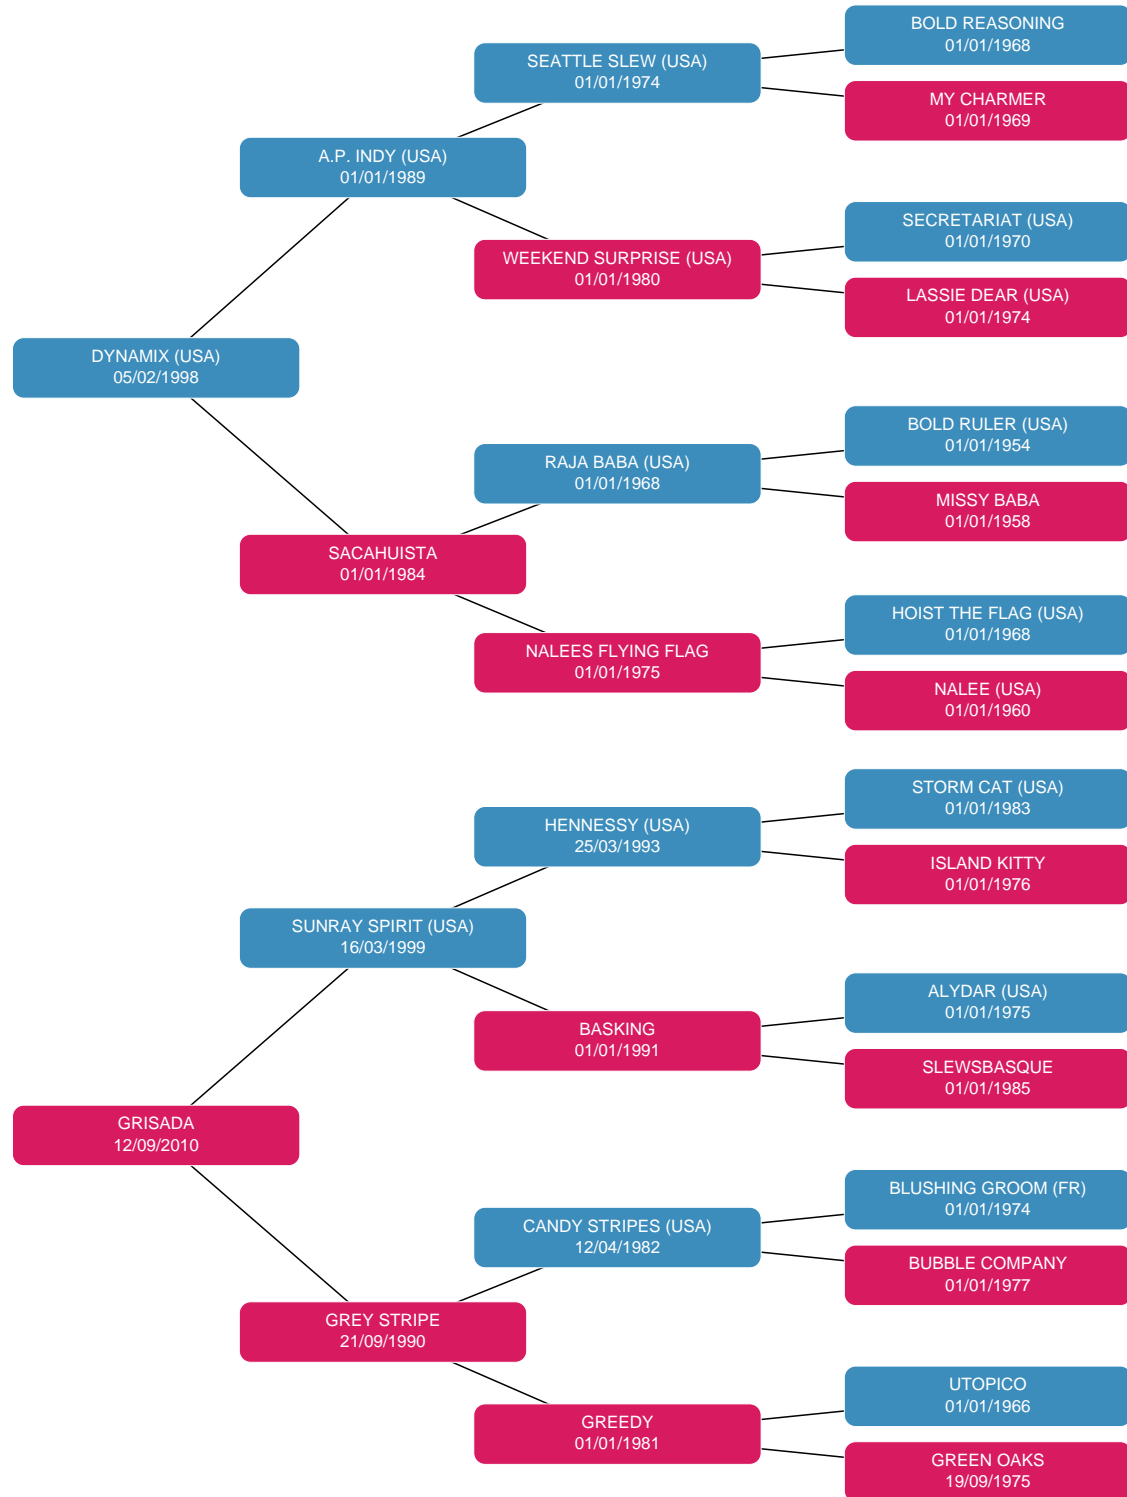 BOLD REASONING
01/01/1968
SEATTLE SLEW (USA)
01/01/1974
MY CHARMER
01/01/1969
A.P. INDY (USA)
01/01/1989
SECRETARIAT (USA)
01/01/1970
WEEKEND SURPRISE (USA)
01/01/1980
LASSIE DEAR (USA)
01/01/1974
DYNAMIX (USA)
05/02/1998
BOLD RULER (USA)
01/01/1954
RAJA BABA (USA)
01/01/1968
MISSY BABA
01/01/1958
SACAHUISTA
01/01/1984
HOIST THE FLAG (USA)
01/01/1968
NALEES FLYING FLAG
01/01/1975
NALEE (USA)
01/01/1960
STORM CAT (USA)
01/01/1983
HENNESSY (USA)
25/03/1993
ISLAND KITTY
01/01/1976
SUNRAY SPIRIT (USA)
16/03/1999
ALYDAR (USA)
01/01/1975
BASKING
01/01/1991
SLEWSBASQUE
01/01/1985
GRISADA
12/09/2010
BLUSHING GROOM (FR)
01/01/1974
CANDY STRIPES (USA)
12/04/1982
BUBBLE COMPANY
01/01/1977
GREY STRIPE
21/09/1990
UTOPICO
01/01/1966
GREEDY
01/01/1981
GREEN OAKS
19/09/1975